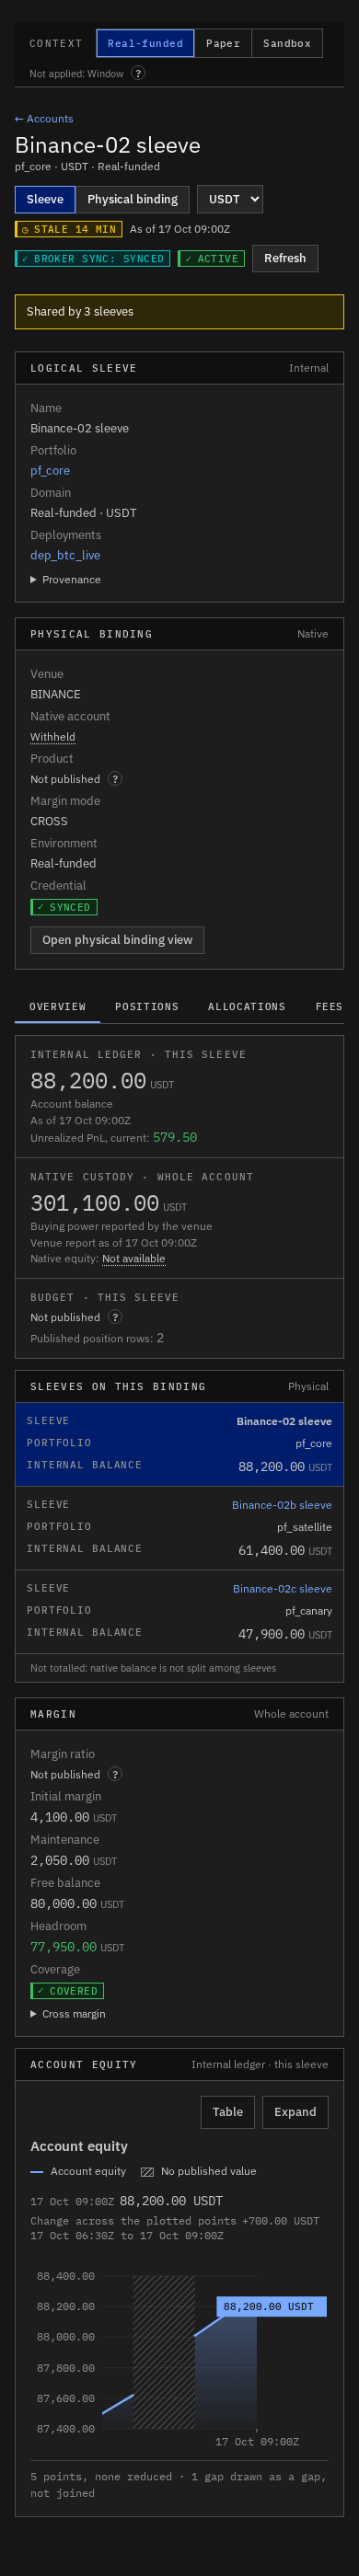 CONTEXT Real-funded Paper Sandbox
Not applied: Window ?
← Accounts
Binance-02 sleeve
pf_core · USDT · Real-funded
Sleeve Physical binding USDT
◷ STALE 14 MIN As of 17 Oct 09:00Z
✓ BROKER SYNC: SYNCED ✓ ACTIVE Refresh
Shared by 3 sleeves
LOGICAL SLEEVE Internal
Name
Binance-02 sleeve
Portfolio
pf_core
Domain
Real-funded · USDT
Deployments
dep_btc_live
▶ Provenance
PHYSICAL BINDING Native
Venue
BINANCE
Native account
Withheld
Product
Not published ?
Margin mode
CROSS
Environment
Real-funded
Credential
✓ SYNCED
Open physical binding view
OVERVIEW POSITIONS ALLOCATIONS FEES
INTERNAL LEDGER · THIS SLEEVE
88,200.00 USDT
Account balance
As of 17 Oct 09:00Z
Unrealized PnL, current: 579.50
NATIVE CUSTODY · WHOLE ACCOUNT
301,100.00 USDT
Buying power reported by the venue
Venue report as of 17 Oct 09:00Z
Native equity: Not available
BUDGET · THIS SLEEVE
Not published ?
Published position rows: 2
SLEEVES ON THIS BINDING Physical
SLEEVE Binance-02 sleeve
PORTFOLIO pf_core
INTERNAL BALANCE 88,200.00 USDT
SLEEVE Binance-02b sleeve
PORTFOLIO pf_satellite
INTERNAL BALANCE 61,400.00 USDT
SLEEVE Binance-02c sleeve
PORTFOLIO pf_canary
INTERNAL BALANCE 47,900.00 USDT
Not totalled: native balance is not split among sleeves
MARGIN Whole account
Margin ratio
Not published ?
Initial margin
4,100.00 USDT
Maintenance
2,050.00 USDT
Free balance
80,000.00 USDT
Headroom
77,950.00 USDT
Coverage
✓ COVERED
▶ Cross margin
ACCOUNT EQUITY Internal ledger · this sleeve
Table Expand
Account equity
Account equity No published value
17 Oct 09:00Z 88,200.00 USDT
Change across the plotted points +700.00 USDT
17 Oct 06:30Z to 17 Oct 09:00Z
88,400.00
88,200.00 88,200.00 USDT
88,000.00
87,800.00
87,600.00
87,400.00
17 Oct 09:00Z
5 points, none reduced · 1 gap drawn as a gap,
not joined